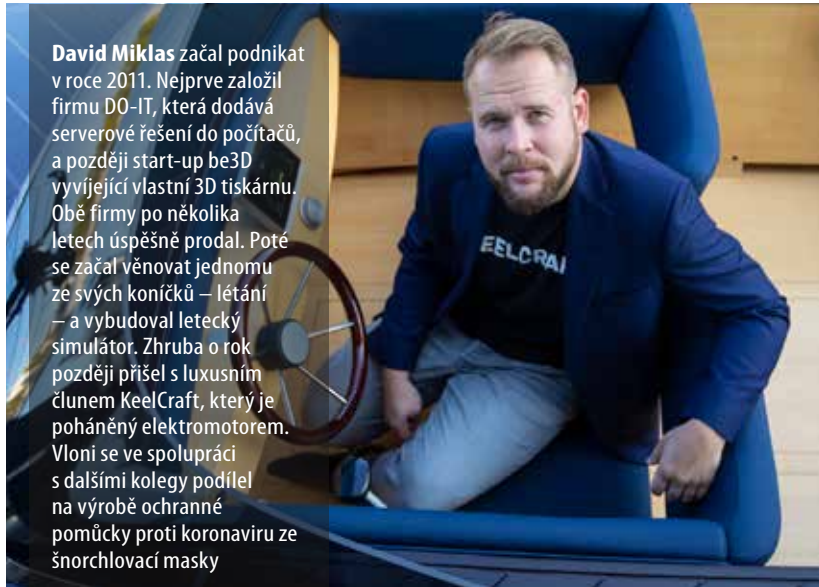 David Miklas začal podnikat
v roce 2011. Nejprve založil
firmu DO-IT, která dodává
serverové řešení do počítačů,
a později start-up be3D
vyvíjející vlastní 3D tiskárnu.
Obě firmy po několika
letech úspěšně prodal. Poté
se začal věnovat jednomu
ze svých koníčků – létání
– a vybudoval letecký
simulátor. Zhruba o rok
později přišel s luxusním
člunem KeelCraft, který je
poháněný elektromotorem.
Vloni se ve spolupráci
s dalšími kolegy podílel
na výrobě ochranné
pomůcky proti koronaviru ze
šnorchlovací masky
EELCRA